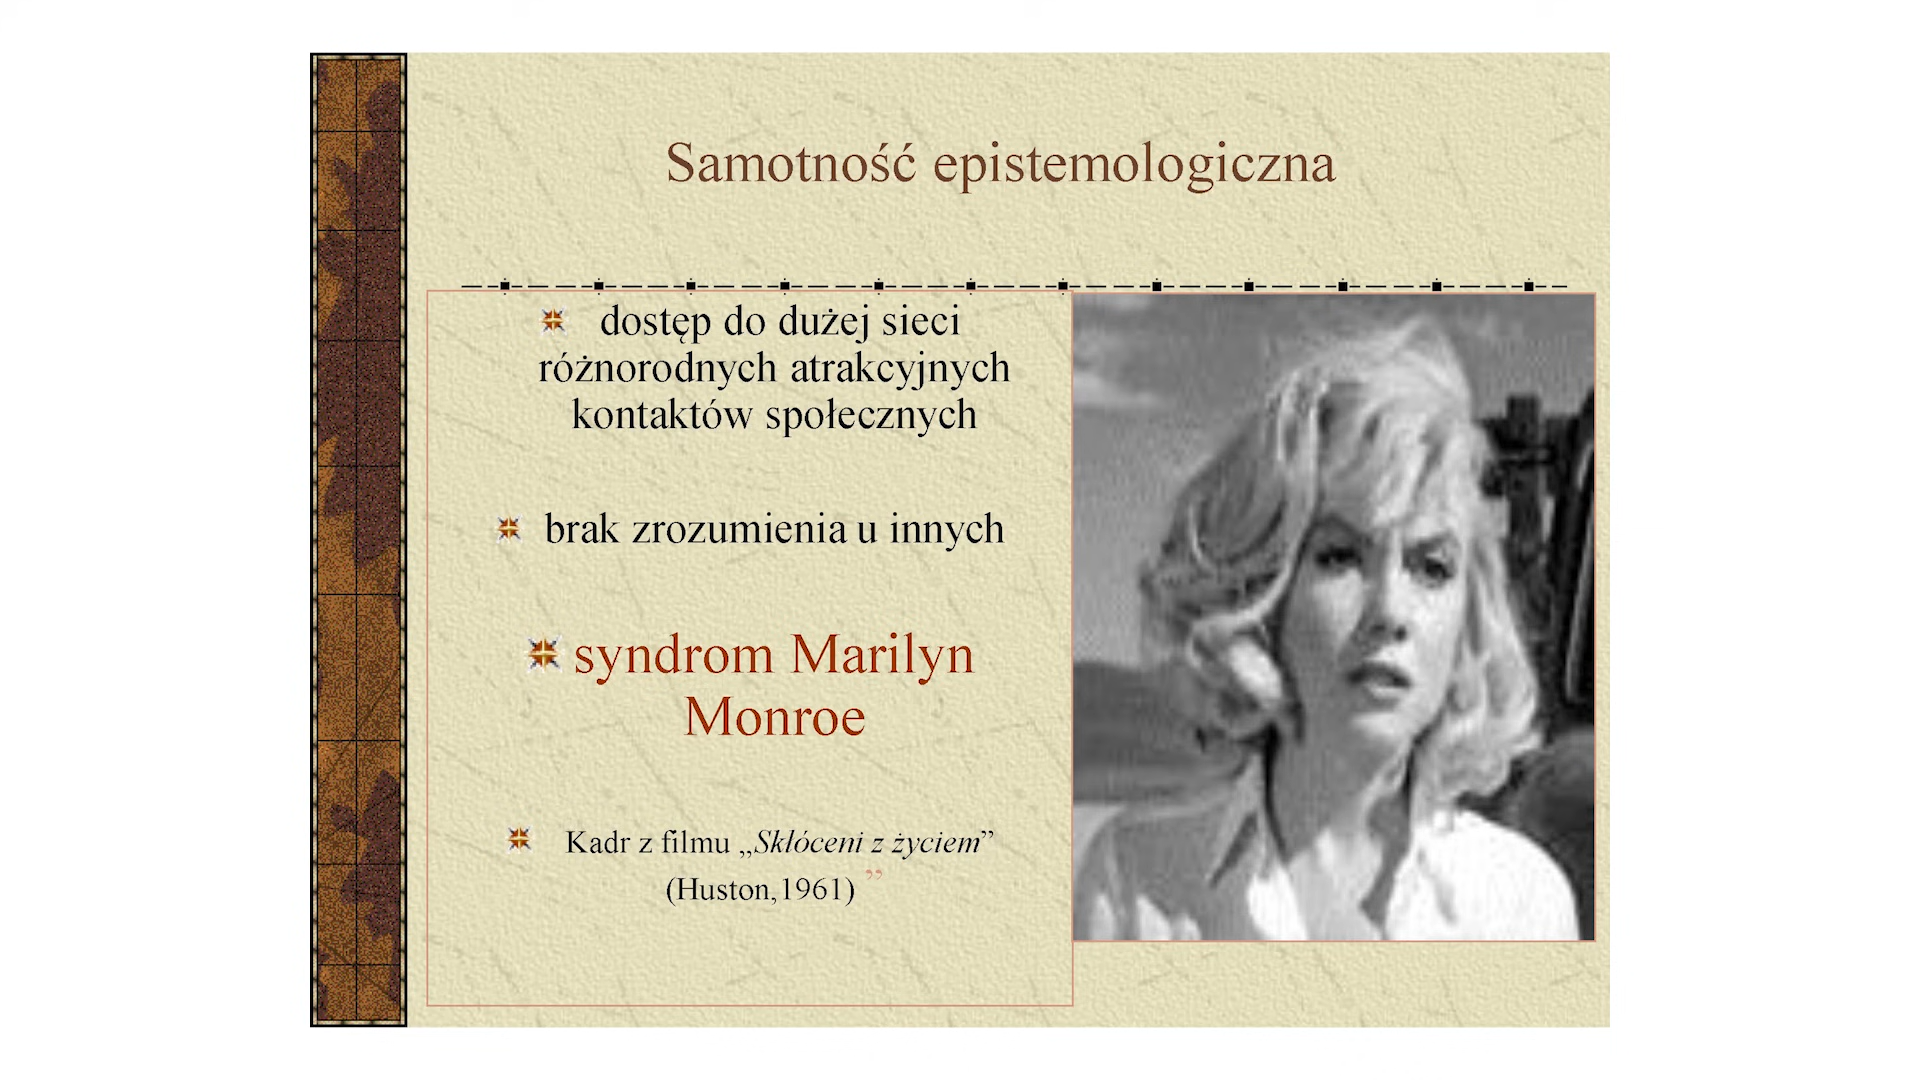 Samotność epistemologiczna
dostęp do dużej sieci
różnorodnych atrakcyjnych
kontaktów społecznych
brak zrozumienia u innych
syndrom Marilyn
Monroe
Kadr z filmu „Skłóceni z życiem”
(Huston,1961) ”